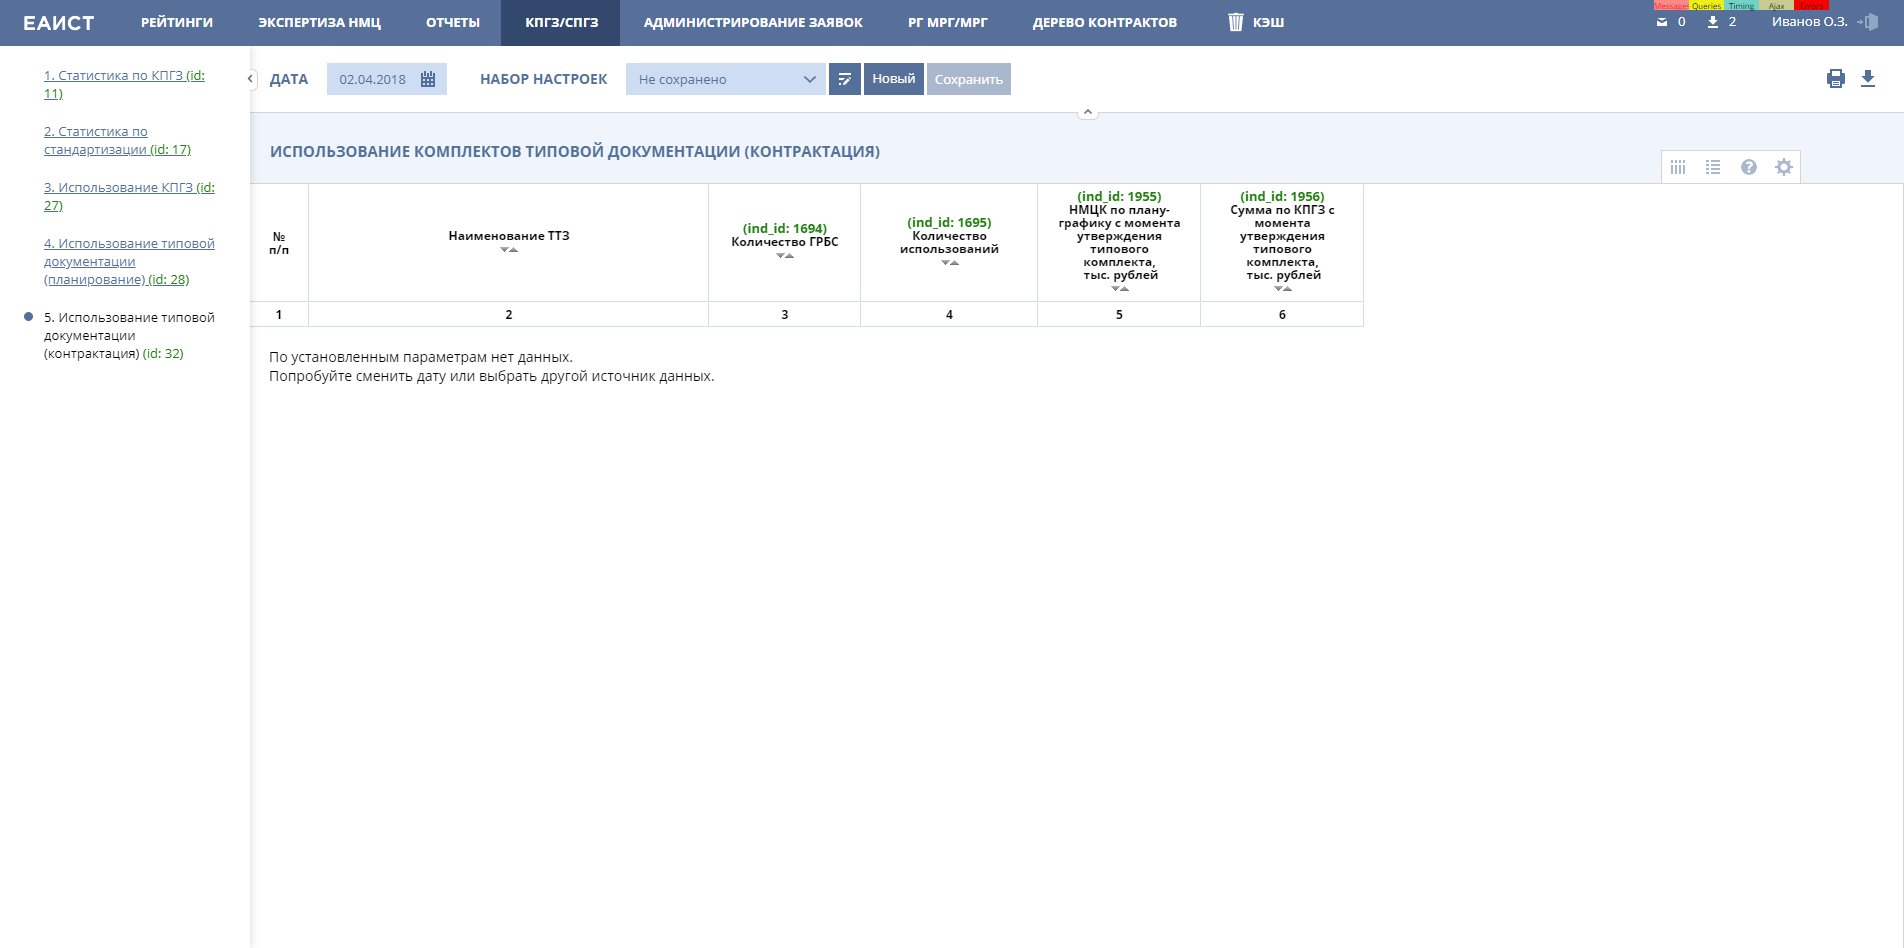 ЕАИСТ
РЕЙТИНГИ
ЭКСПЕРТИЗА НМЦ
ОТЧЕТЫ
КПГЗ/СПГЗ
АДМИНИСТРИРОВАНИЕ ЗАЯВОК
РГ МРГ/МРГ
ДЕРЕВО КОНТРАКТОВ
КЭШ
Messages Queries Timing Ajax Errors
0
2
Иванов О.З.
1. Статистика по КПГЗ (id:
11)
2. Статистика по
стандартизации (id: 17)
3. Использование КПГЗ (id:
27)
4. Использование типовой
документации
(планирование) (id: 28)
5. Использование типовой
документации
(контрактация) (id: 32)
ДАТА
02.04.2018
НАБОР НАСТРОЕК
Не сохранено
Новый
Сохранить
ИСПОЛЬЗОВАНИЕ КОМПЛЕКТОВ ТИПОВОЙ ДОКУМЕНТАЦИИ (КОНТРАКТАЦИЯ)
№
п/п
Наименование ТТЗ
(ind_id: 1694)
Количество ГРБС
(ind_id: 1695)
Количество
использований
(ind_id: 1955)
НМЦК по плану-
графику с момента
утверждения
типового
комплекта,
тыс. рублей
(ind_id: 1956)
Сумма по КПГЗ с
момента
утверждения
типового
комплекта,
тыс. рублей
1
2
3
4
5
6
По установленным параметрам нет данных.
Попробуйте сменить дату или выбрать другой источник данных.